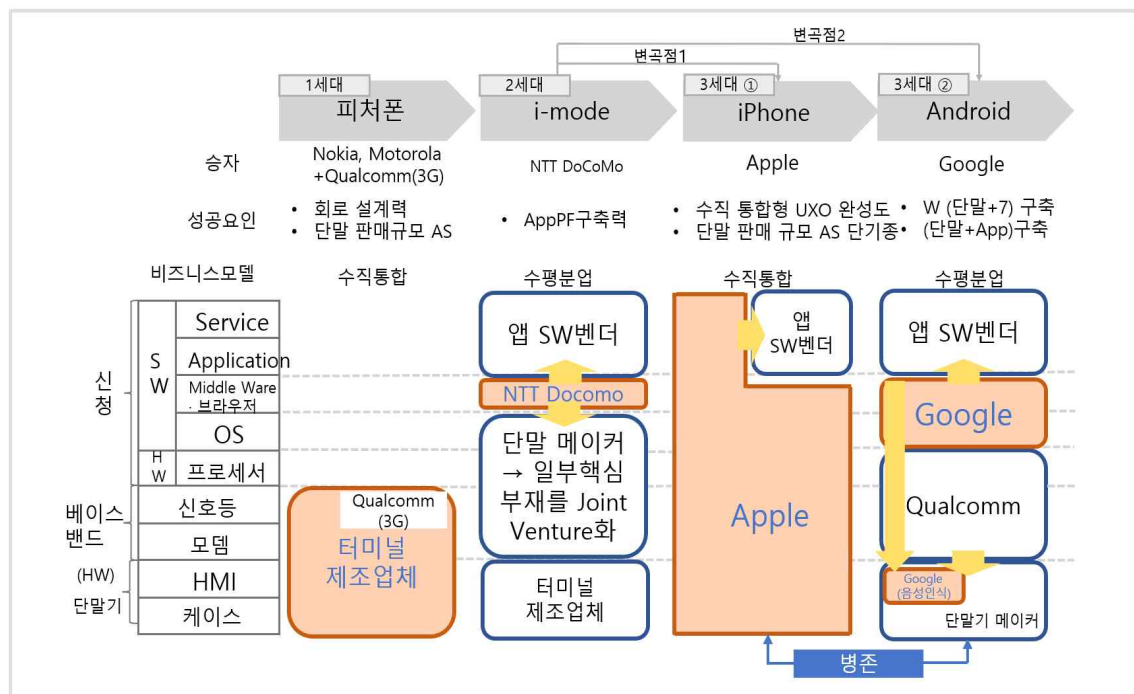 변곡점2
변곡점1
1세대
2세대
3세대 ①
3세대 ②
피처폰
i-mode
iPhone
Android
승자
Nokia, Motorola
+Qualcomm(3G)
NTT DoCoMo
Apple
Google
성공요인
• 회로 설계력
• 단말 판매규모 AS
• AppPF구축력
• 수직 통합형 UXO 완성도
• 단말 판매 규모 AS 단기종
• W (단말+7) 구축
• (단말+App)구축
비즈니스모델
수직통합
수평분업
수직통합
수평분업
신청
SW
Service
Application
Middle Ware
· 브라우저
OS
HW
프로세서
베이스
밴드
신호등
모뎀
(HW)
단말기
HMI
케이스
Qualcomm
(3G)
터미널
제조업체
앱 SW벤더
NTT Docomo
단말 메이커
→ 일부핵심
부재를 Joint
Venture화
터미널
제조업체
앱
SW벤더
Apple
앱 SW벤더
Google
Qualcomm
Google
(음성인식)
단말기 메이커
병존